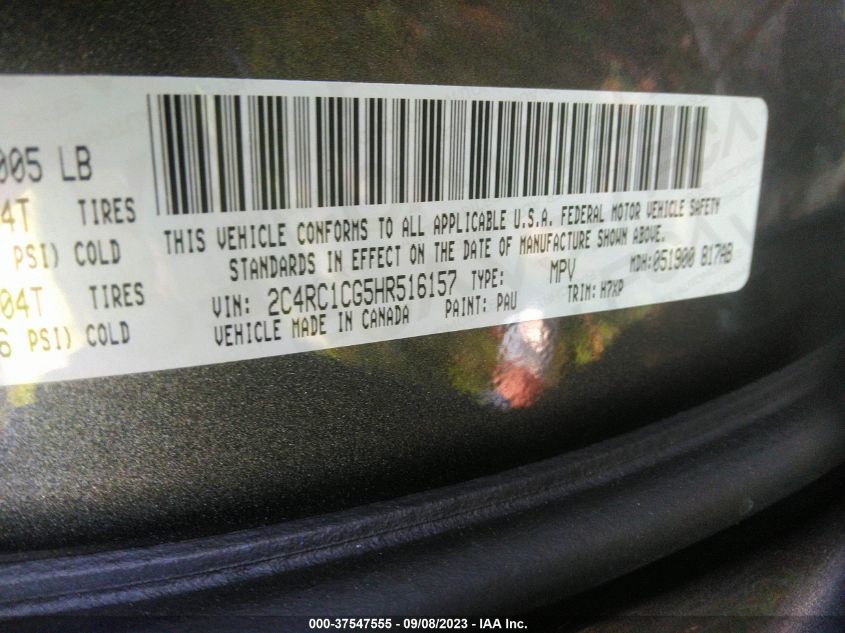 005 LB
4T TIRES
PSI) COLD
04T TIRES
6 PSI) COLD
THIS VEHICLE CONFORMS TO ALL APPLICABLE U.S.A. FEDERAL MOTOR VEHICLE SAFETY
STANDARDS IN EFFECT ON THE DATE OF MANUFACTURE SHOWN ABOVE.
VIN: 2C4RC1CG5HR516157 TYPE: MPV MDH:051900 B17AB
VEHICLE MADE IN CANADA PAINT: PAU TRIM: H7XP
000-37547555 - 09/08/2023 - IAA Inc.